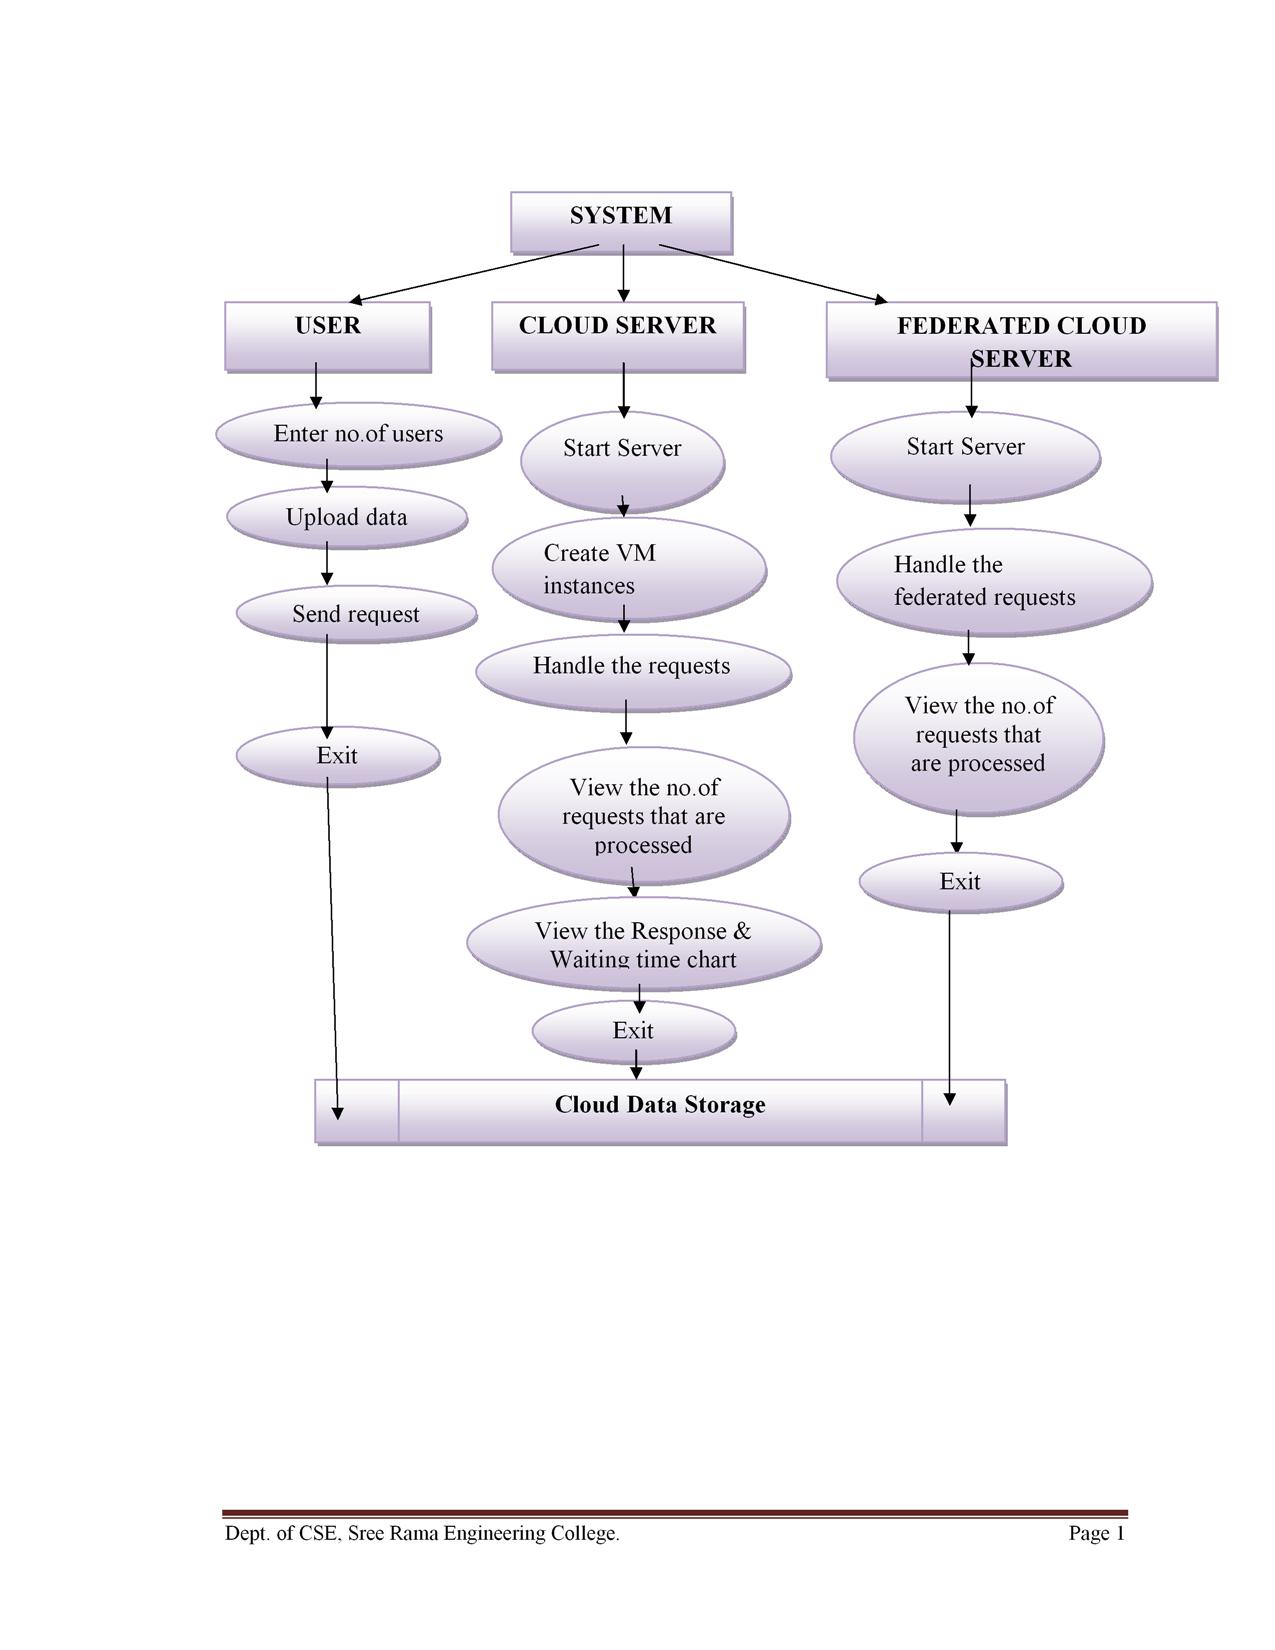 SYSTEM
USER
CLOUD SERVER
FEDERATED CLOUD
SERVER
Enter no.of users
Upload data
Send request
Exit
Start Server
Create VM
instances
Handle the requests
View the no.of
requests that are
processed
View the Response &
Waiting time chart
Exit
Start Server
Handle the
federated requests
View the no.of
requests that
are processed
Exit
Cloud Data Storage
Dept. of CSE, Sree Rama Engineering College.
Page 1